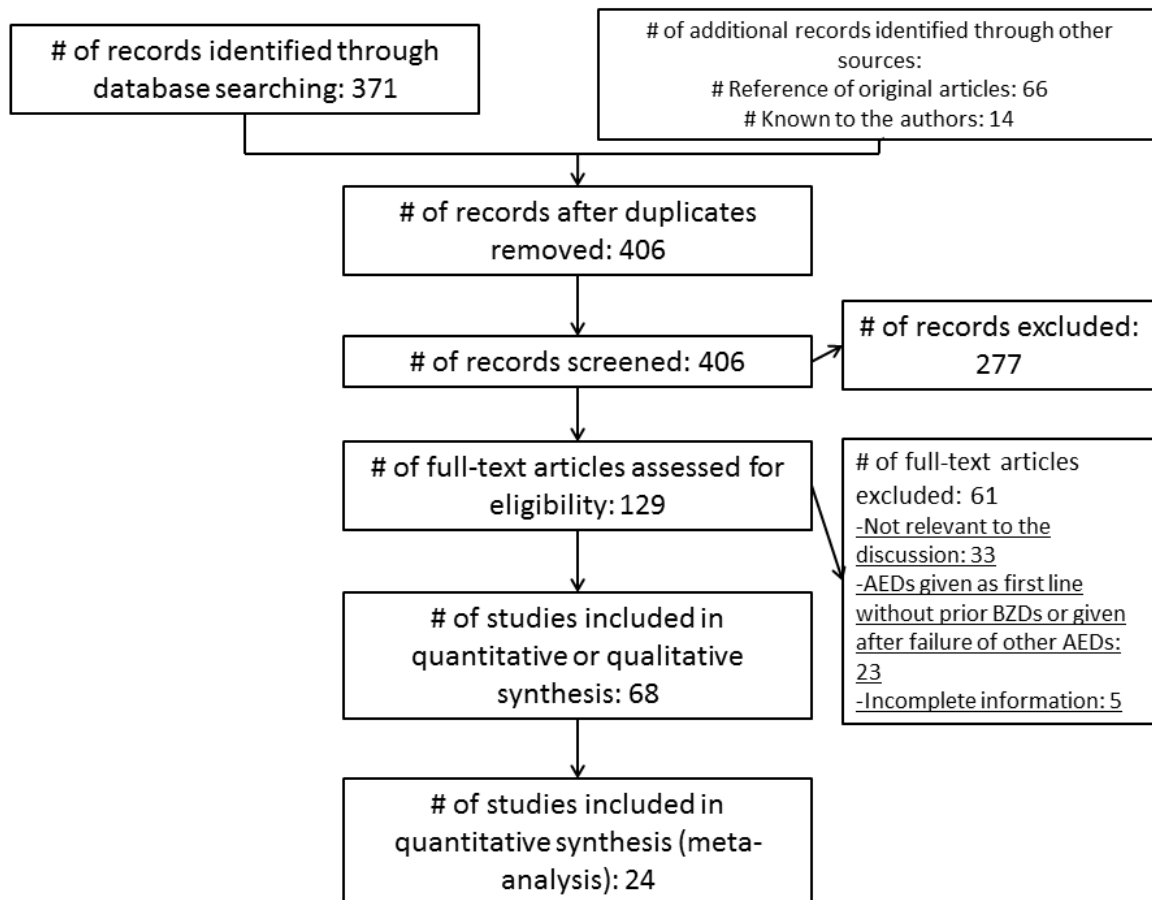 # of records identified through
database searching: 371
# of additional records identified through other
sources:
# Reference of original articles: 66
# Known to the authors: 14
# of records after duplicates
removed: 406
# of records screened: 406
# of records excluded:
277
# of full-text articles assessed for
eligibility: 129
# of full-text articles
excluded: 61
-Not relevant to the
discussion: 33
-AEDs given as first line
without prior BZDs or given
after failure of other AEDs:
23
-Incomplete information: 5
# of studies included in
quantitative or qualitative
synthesis: 68
# of studies included in
quantitative synthesis (meta-
analysis): 24